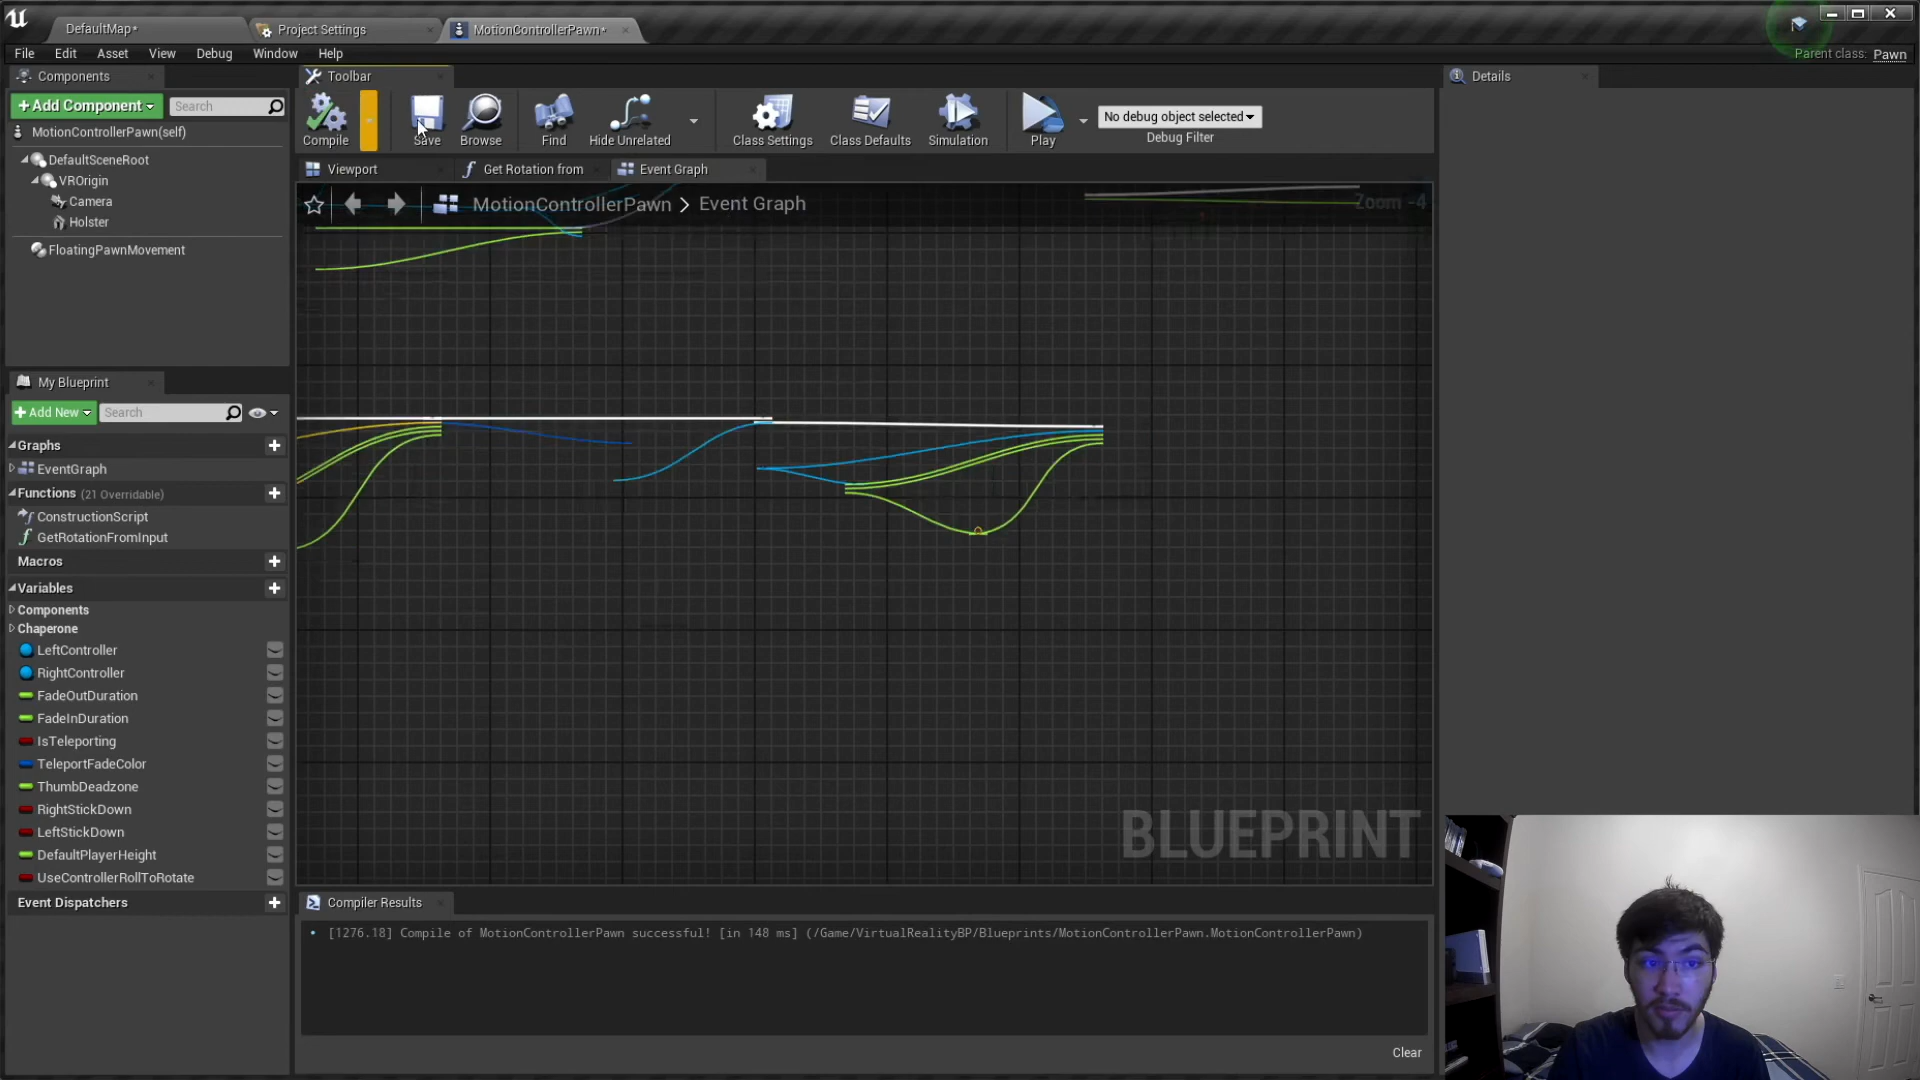 DefaultMap*
Project Settings
MotionControllerPawn*
File Edit Asset View Debug Window Help
Parent class: Pawn
Components
Toolbar
Details
+Add Component
Search
MotionControllerPawn(self)
DefaultSceneRoot
VROrigin
Camera
Holster
FloatingPawnMovement
Compile
Save
Browse
Find
Hide Unrelated
Class Settings
Class Defaults
Simulation
Play
No debug object selected
Debug Filter
Viewport
Get Rotation from
Event Graph
MotionControllerPawn > Event Graph
Zoom -4
My Blueprint
+Add New
Search
Graphs
EventGraph
Functions (21 Overridable)
ConstructionScript
GetRotationFromInput
Macros
Variables
Components
Chaperone
LeftController
RightController
FadeOutDuration
FadeInDuration
IsTeleporting
TeleportFadeColor
ThumbDeadzone
RightStickDown
LeftStickDown
DefaultPlayerHeight
UseControllerRollToRotate
Event Dispatchers
BLUEPRINT
Compiler Results
[1276.18] Compile of MotionControllerPawn successful! [in 148 ms] (/Game/VirtualRealityBP/Blueprints/MotionControllerPawn.MotionControllerPawn)
Clear